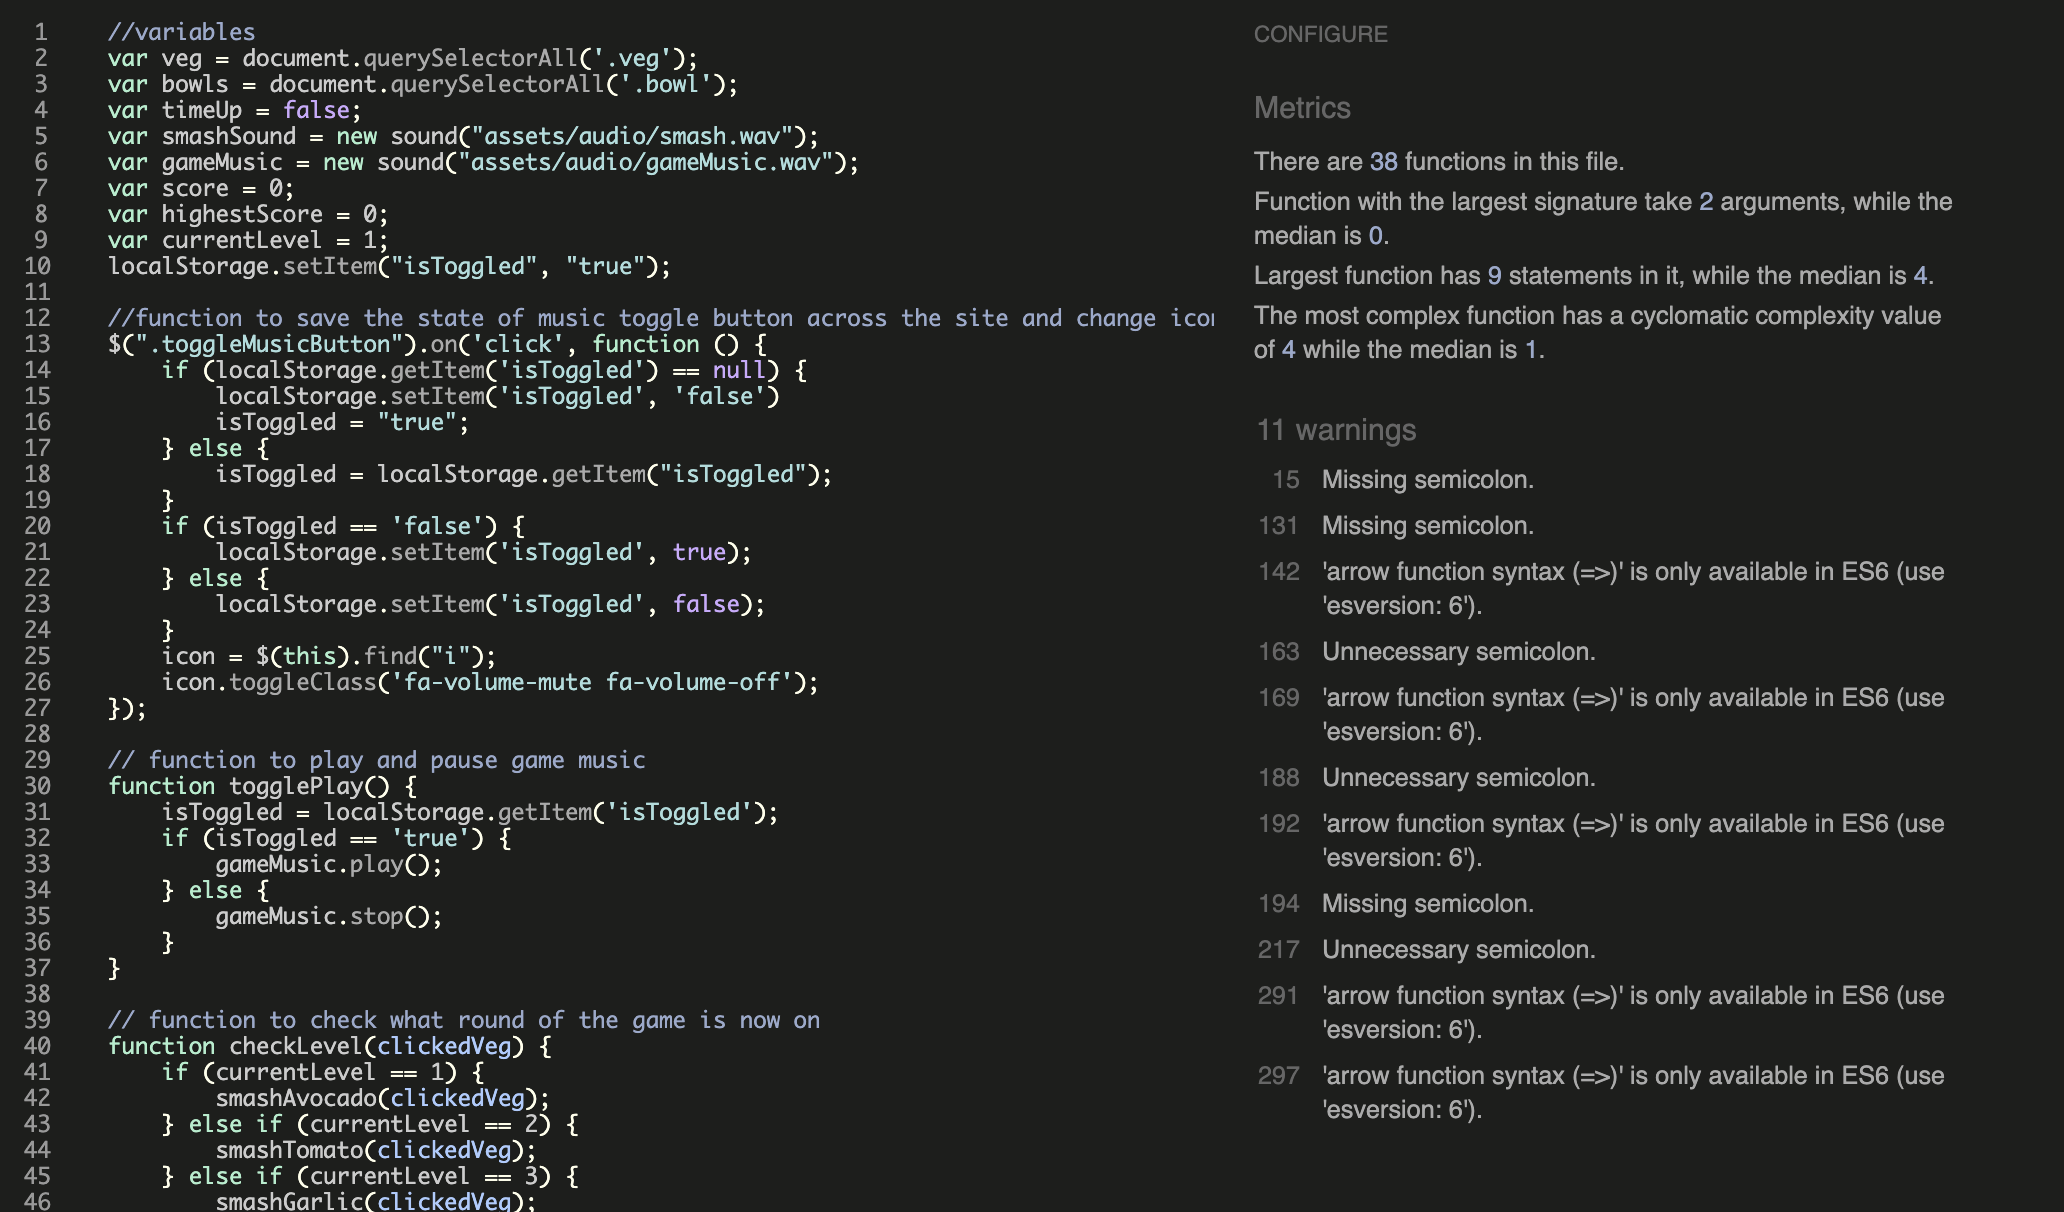 1 //variables
2 var veg = document.querySelectorAll('.veg');
3 var bowls = document.querySelectorAll('.bowl');
4 var timeUp = false;
5 var smashSound = new sound("assets/audio/smash.wav");
6 var gameMusic = new sound("assets/audio/gameMusic.wav");
7 var score = 0;
8 var highestScore = 0;
9 var currentLevel = 1;
10 localStorage.setItem("isToggled", "true");
11
12 //function to save the state of music toggle button across the site and change icon
13 $(".toggleMusicButton").on('click', function () {
14     if (localStorage.getItem('isToggled') == null) {
15         localStorage.setItem('isToggled', 'false')
16         isToggled = "true";
17     } else {
18         isToggled = localStorage.getItem("isToggled");
19     }
20     if (isToggled == 'false') {
21         localStorage.setItem('isToggled', true);
22     } else {
23         localStorage.setItem('isToggled', false);
24     }
25     icon = $(this).find("i");
26     icon.toggleClass('fa-volume-mute fa-volume-off');
27 });
28
29 // function to play and pause game music
30 function togglePlay() {
31     isToggled = localStorage.getItem('isToggled');
32     if (isToggled == 'true') {
33         gameMusic.play();
34     } else {
35         gameMusic.stop();
36     }
37 }
38
39 // function to check what round of the game is now on
40 function checkLevel(clickedVeg) {
41     if (currentLevel == 1) {
42         smashAvocado(clickedVeg);
43     } else if (currentLevel == 2) {
44         smashTomato(clickedVeg);
45     } else if (currentLevel == 3) {
46         smashGarlic(clickedVeg);
CONFIGURE
Metrics
There are 38 functions in this file.
Function with the largest signature take 2 arguments, while the
median is 0.
Largest function has 9 statements in it, while the median is 4.
The most complex function has a cyclomatic complexity value
of 4 while the median is 1.
11 warnings
15 Missing semicolon.
131 Missing semicolon.
142 'arrow function syntax (=>)' is only available in ES6 (use
'esversion: 6').
163 Unnecessary semicolon.
169 'arrow function syntax (=>)' is only available in ES6 (use
'esversion: 6').
188 Unnecessary semicolon.
192 'arrow function syntax (=>)' is only available in ES6 (use
'esversion: 6').
194 Missing semicolon.
217 Unnecessary semicolon.
291 'arrow function syntax (=>)' is only available in ES6 (use
'esversion: 6').
297 'arrow function syntax (=>)' is only available in ES6 (use
'esversion: 6').